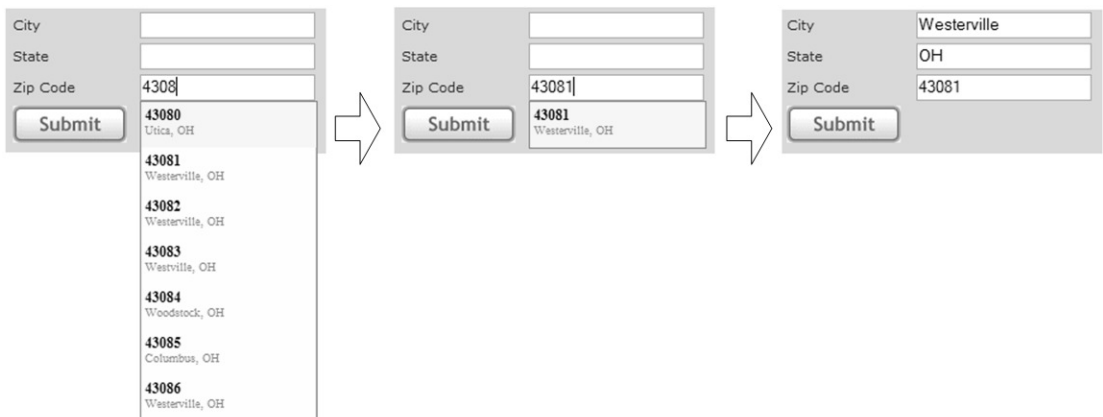 City
State
Zip Code 4308
Submit
43080
Utica, OH
43081
Westerville, OH
43082
Westerville, OH
43083
Westville, OH
43084
Woodstock, OH
43085
Columbus, OH
43086
Westerville, OH
City
State
Zip Code 43081
Submit
43081
Westerville, OH
City Westerville
State OH
Zip Code 43081
Submit